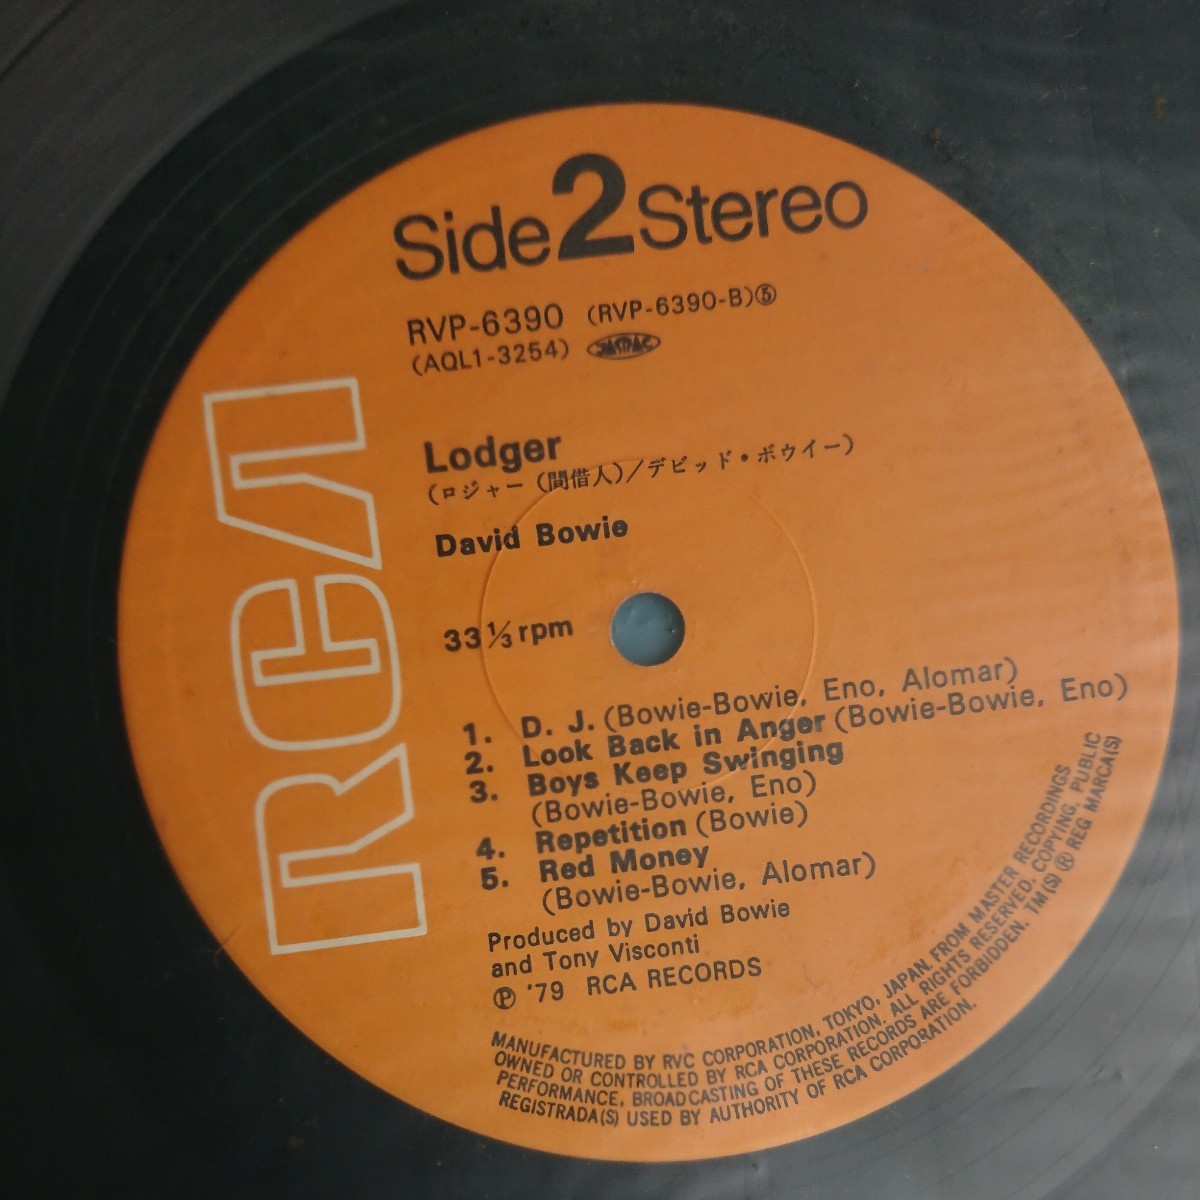 Side 2 Stereo
RVP-6390 (RVP-6390-B)⑤
(AQL1-3254) JASRAC
RCA
Lodger
(ロジャー(間借人)/デビッド・ボウイー)
David Bowie
33 1/3 rpm
1. D. J. (Bowie-Bowie, Eno, Alomar)
2. Look Back in Anger (Bowie-Bowie, Eno)
3. Boys Keep Swinging
(Bowie-Bowie, Eno)
4. Repetition (Bowie)
5. Red Money
(Bowie-Bowie, Alomar)
Produced by David Bowie
and Tony Visconti
Ⓟ '79 RCA RECORDS
MANUFACTURED BY RVC CORPORATION, TOKYO, JAPAN, FROM MASTER RECORDINGS
OWNED OR CONTROLLED BY RCA CORPORATION. ALL RIGHTS RESERVED. COPYING, PUBLIC
PERFORMANCE, BROADCASTING OF THESE RECORDS ARE FORBIDDEN. TM(S) ® REG MARCA(S)
REGISTRADA(S) USED BY AUTHORITY OF RCA CORPORATION.